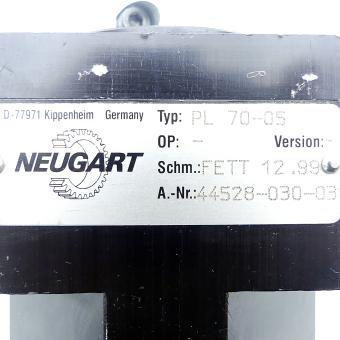 D-77971 Kippenheim Germany Typ: PL 70-05
OP: - Version:-
NEUGART Schm.:FETT 12.99
A.-Nr.:44528-030-03